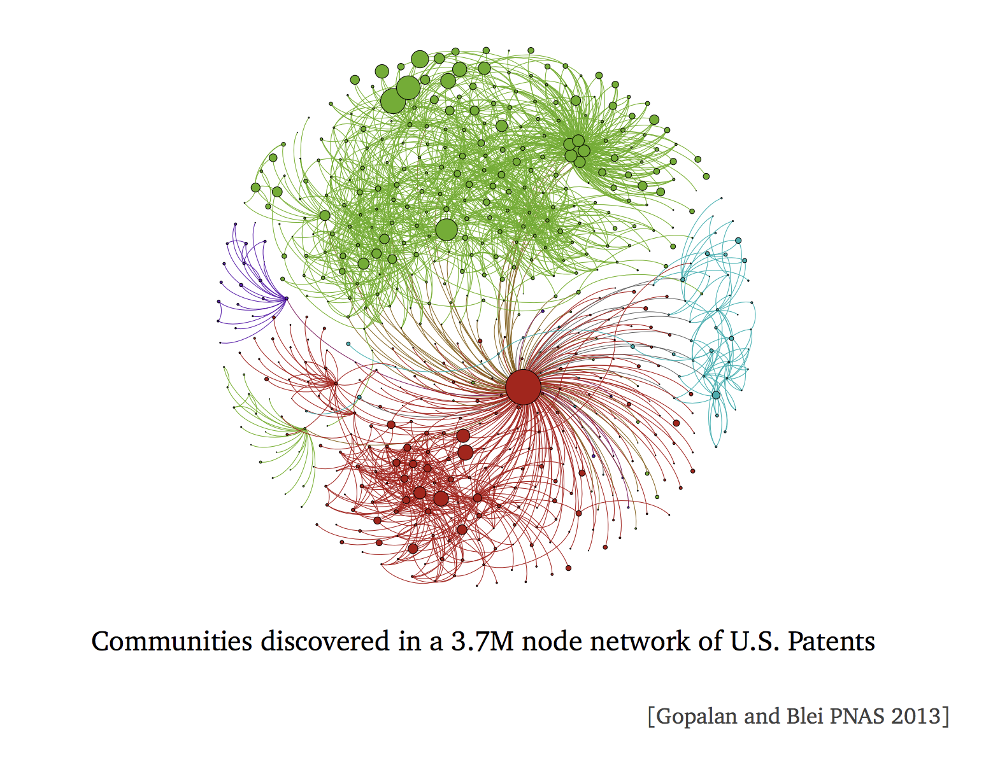 Communities discovered in a 3.7M node network of U.S. Patents
[Gopalan and Blei PNAS 2013]